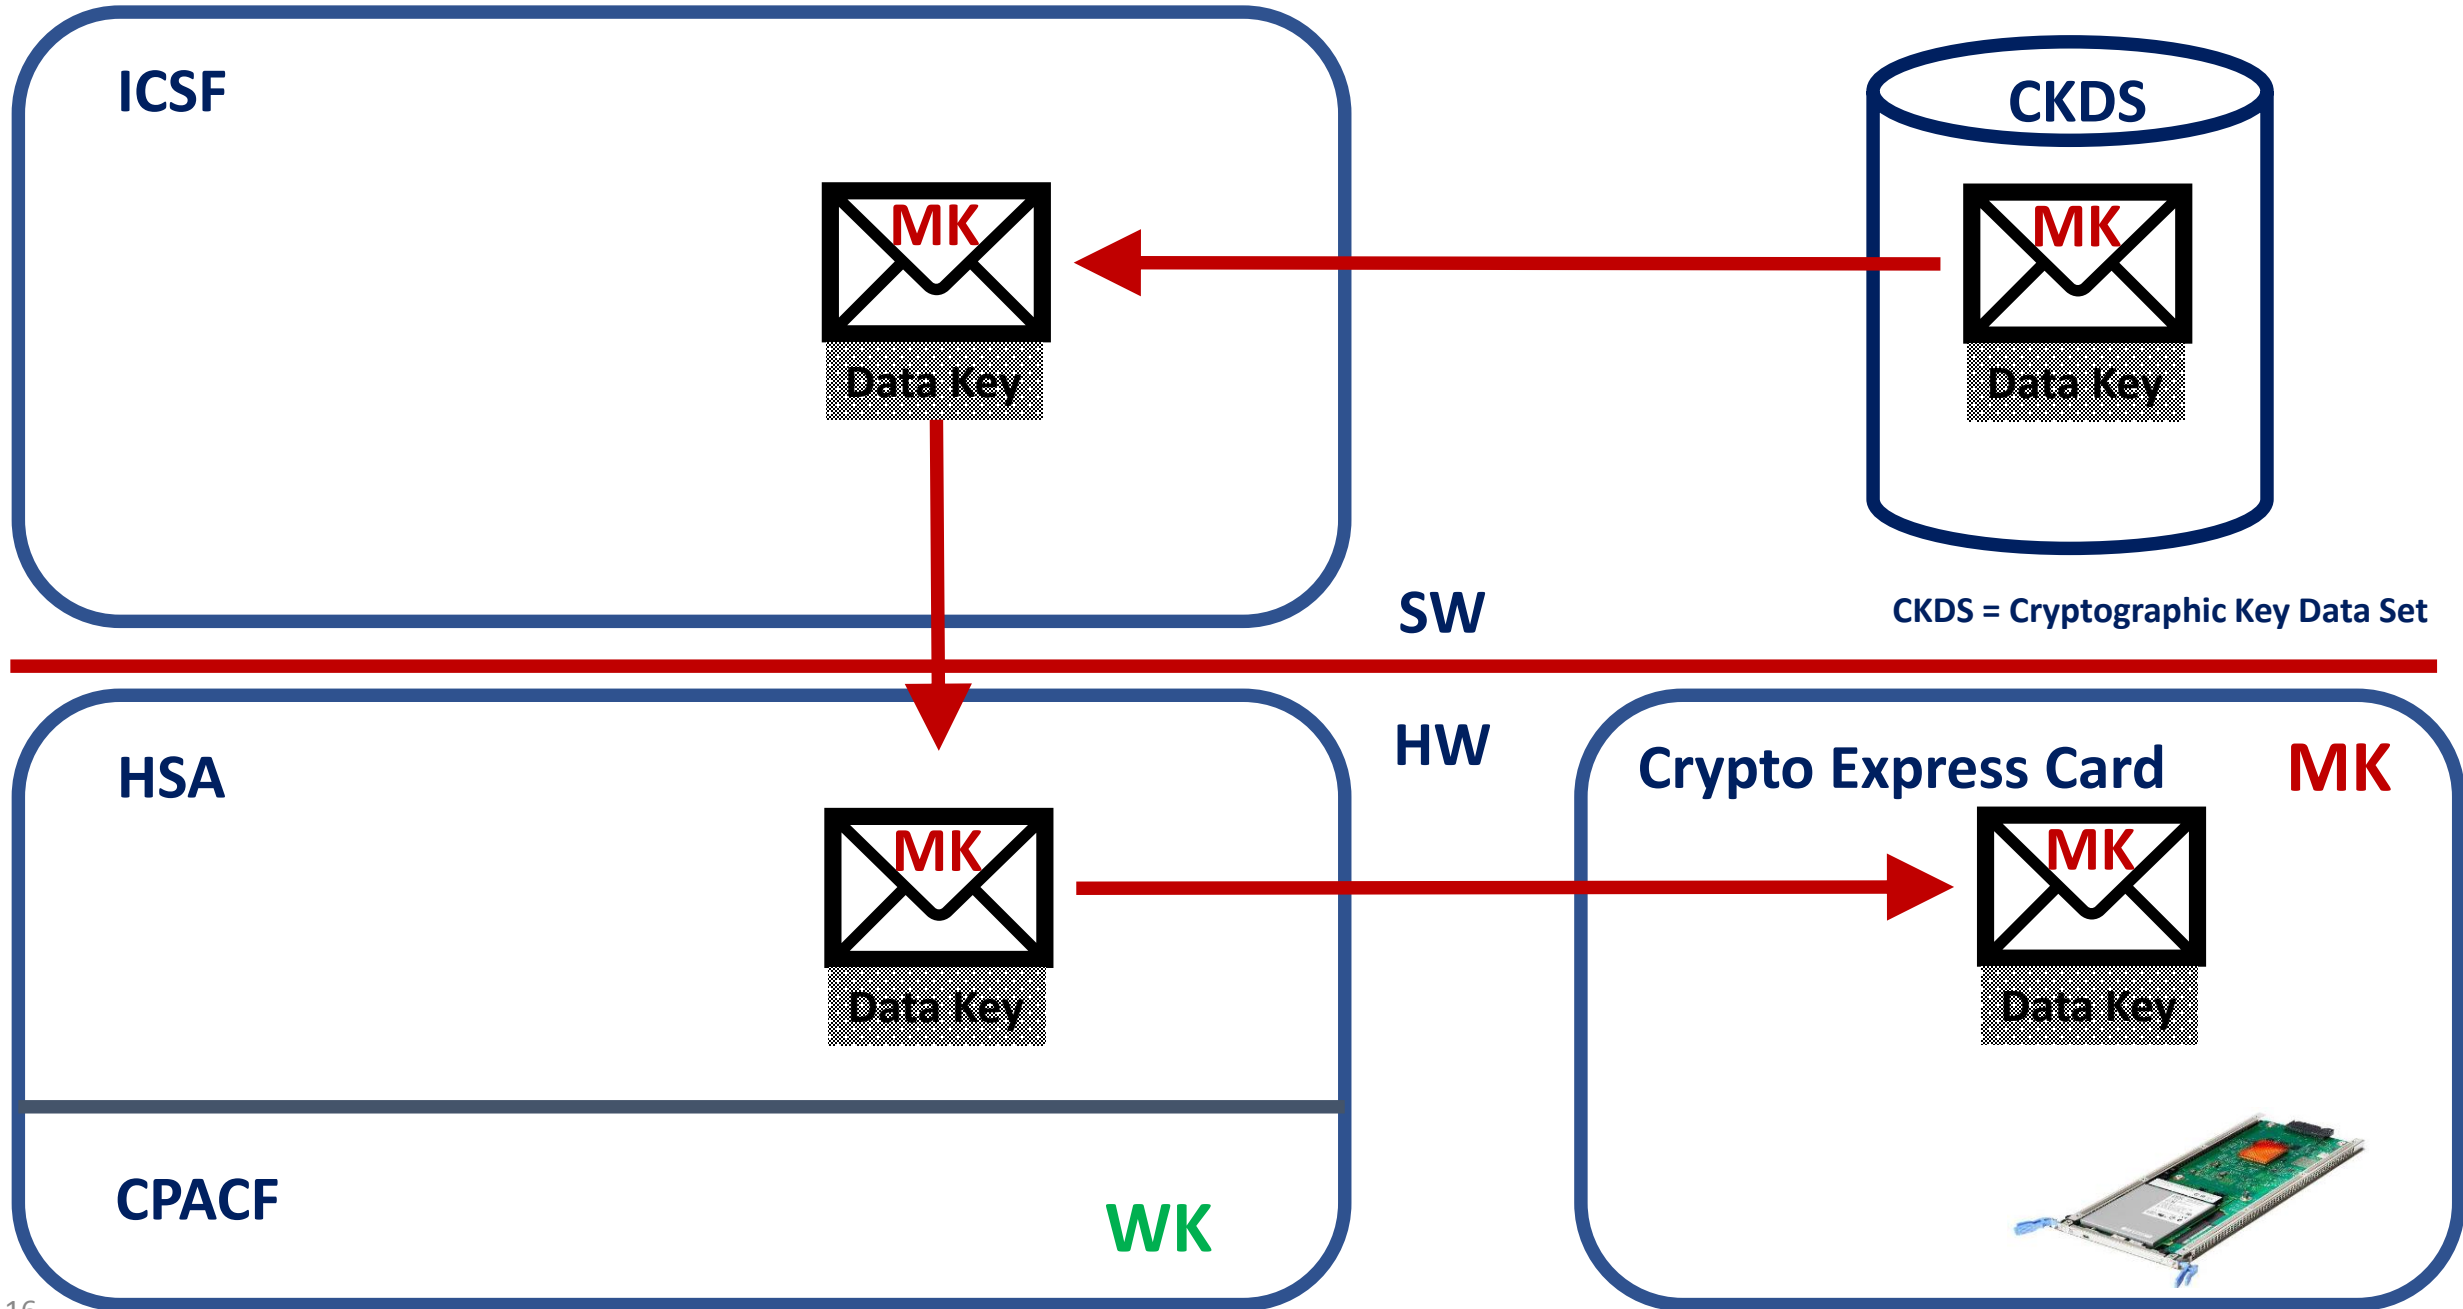 ICSF
CKDS
MK
MK
Data Key
Data Key
SW
CKDS = Cryptographic Key Data Set
HW
HSA
Crypto Express Card
MK
MK
MK
Data Key
Data Key
CPACF
WK
16